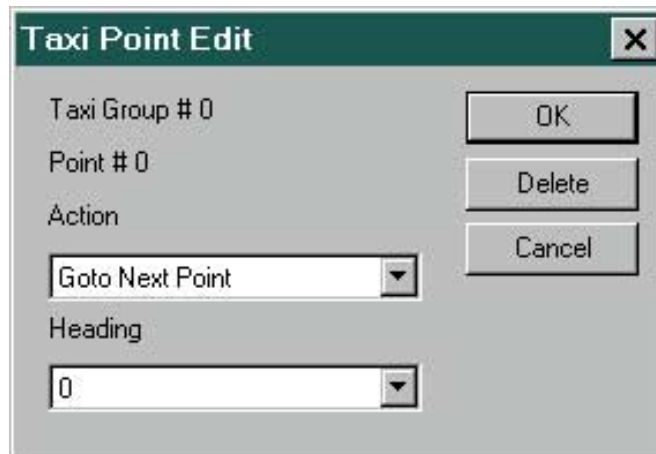 Taxi Point Edit
Taxi Group # 0
Point # 0
Action
Goto Next Point
Heading
0
OK
Delete
Cancel